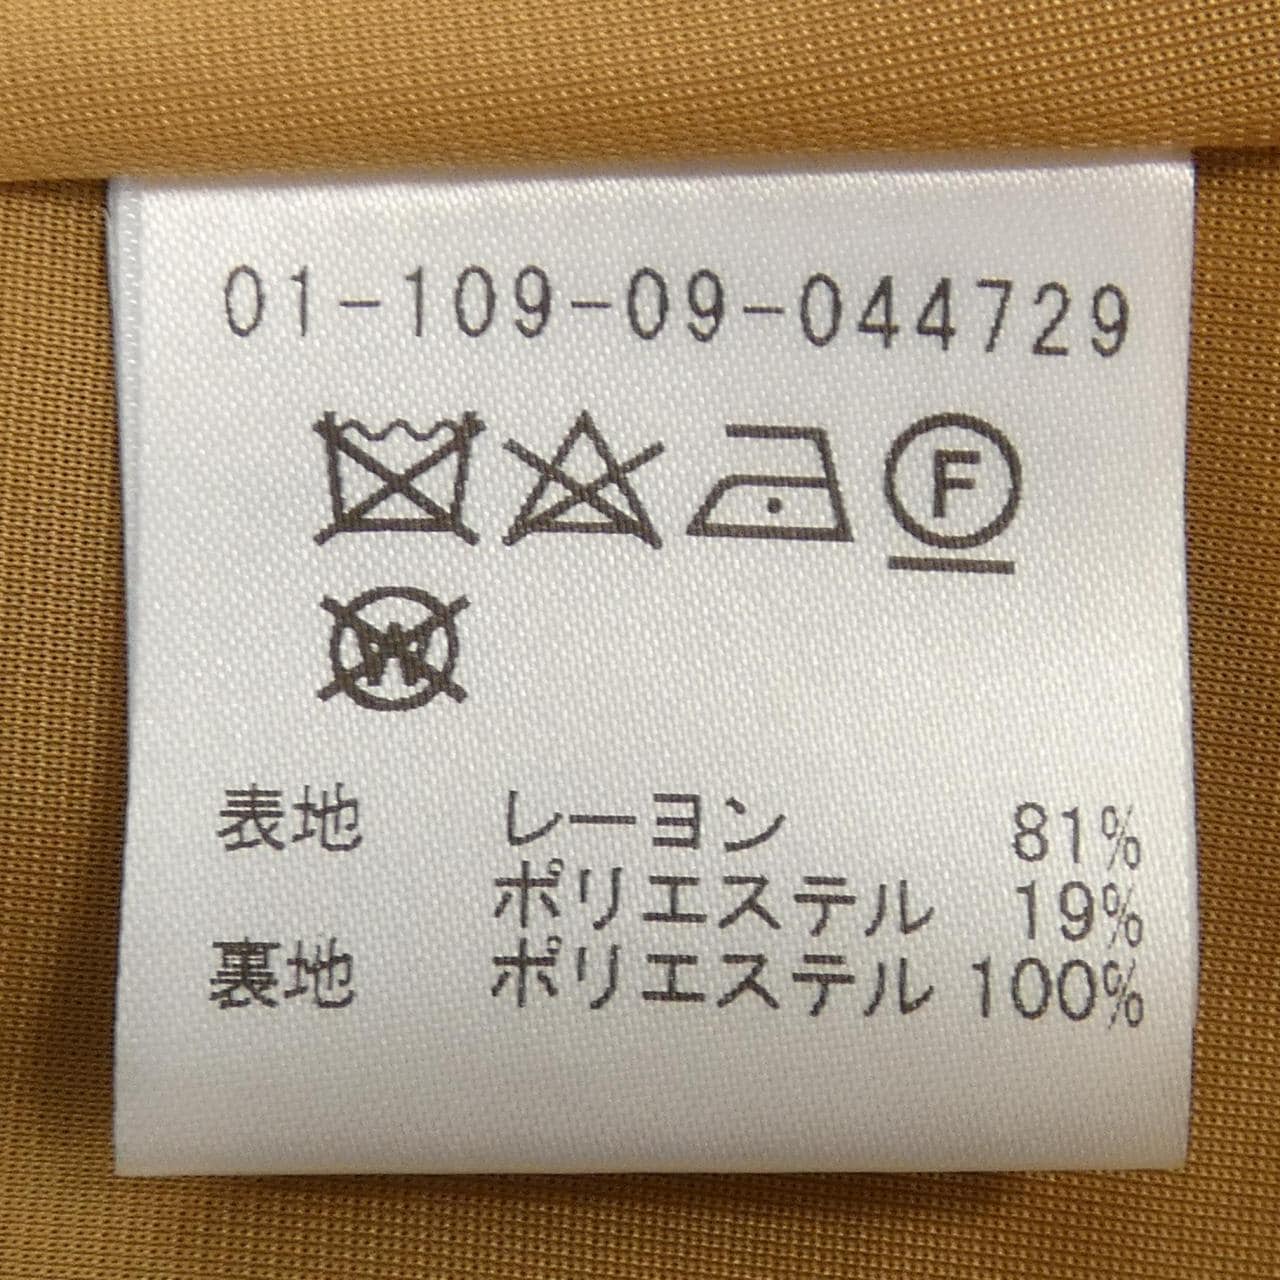 01-109-09-044729
F
W
表地 レーヨン 81%
ポリエステル 19%
裏地 ポリエステル 100%